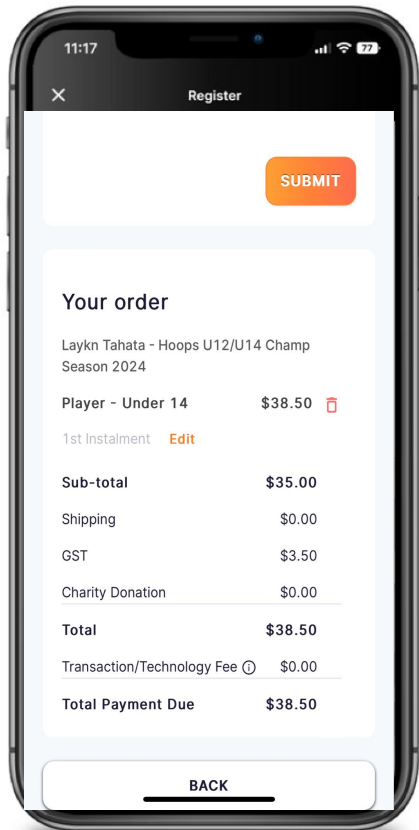 11:17
77
Register
SUBMIT
Your order
Laykn Tahata - Hoops U12/U14 Champ
Season 2024
Player - Under 14 $38.50
1st Instalment Edit
Sub-total $35.00
Shipping $0.00
GST $3.50
Charity Donation $0.00
Total $38.50
Transaction/Technology Fee $0.00
Total Payment Due $38.50
BACK